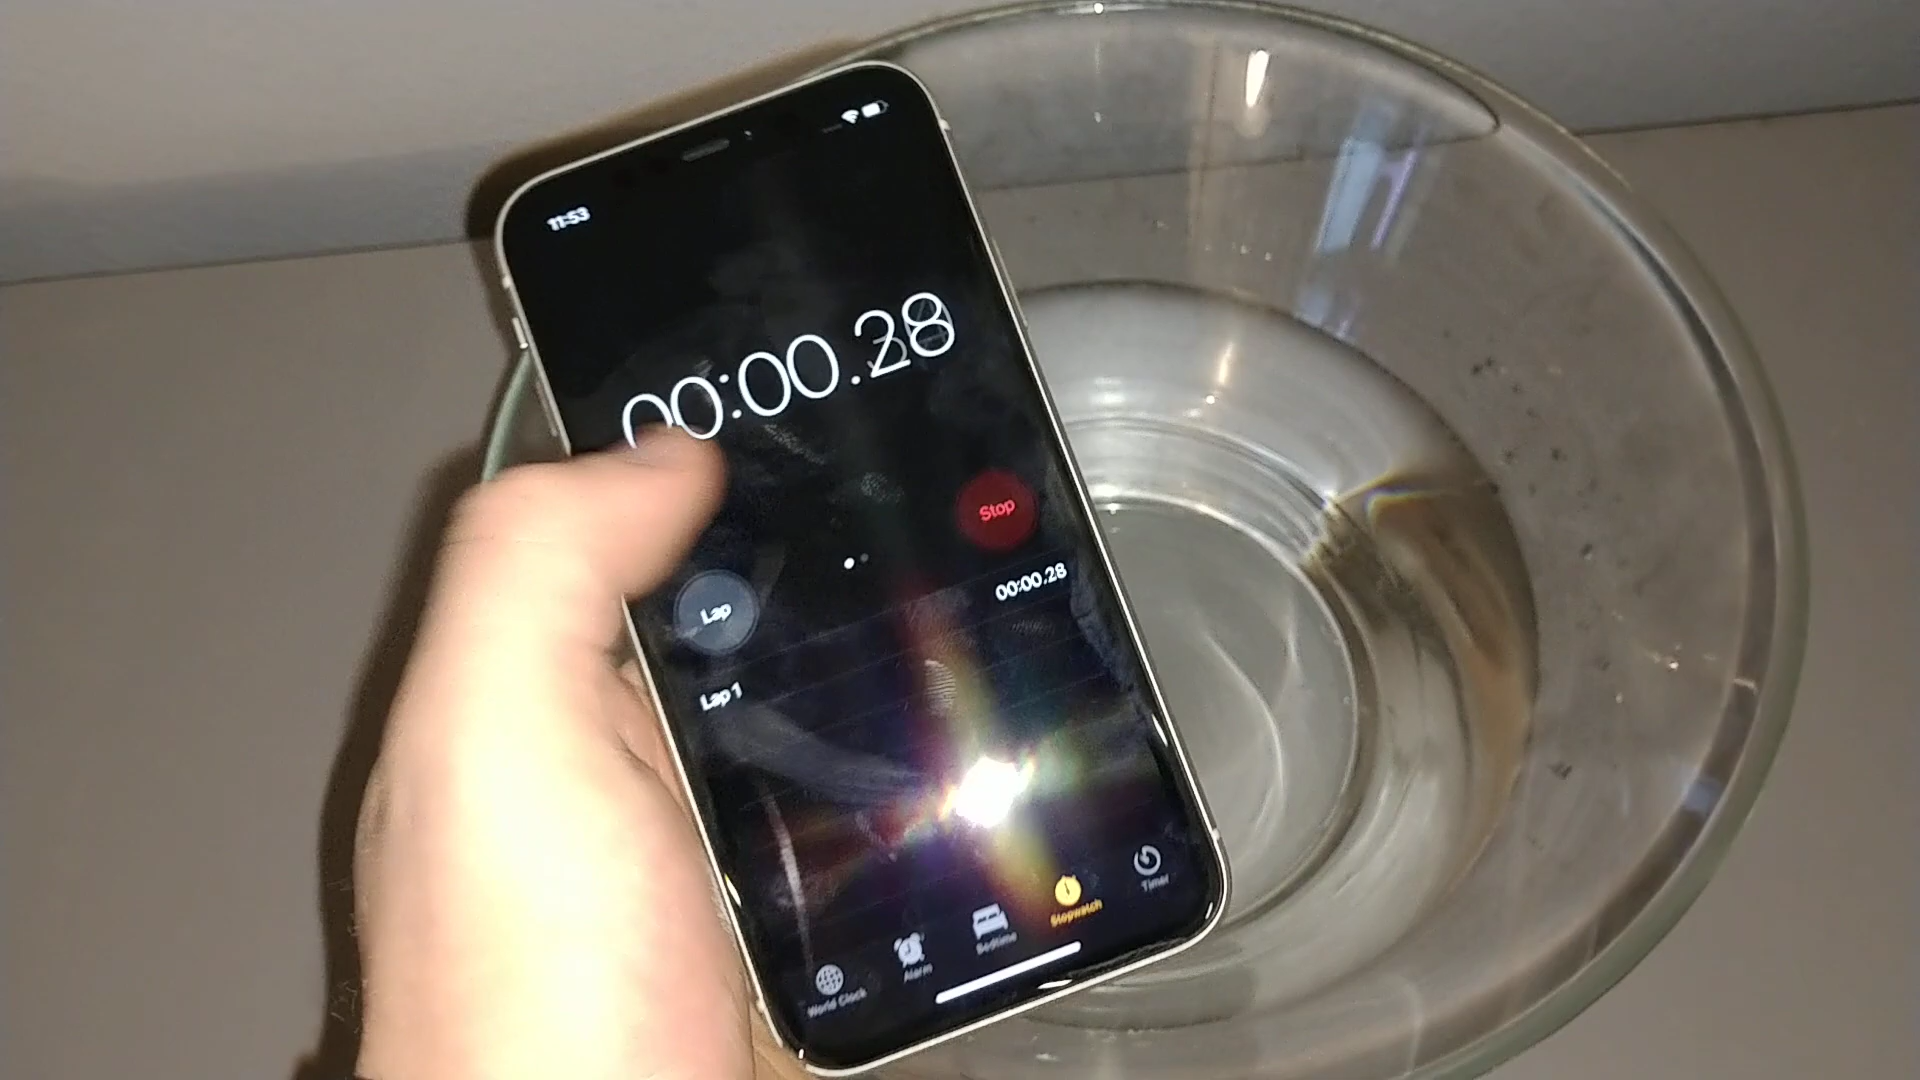 11:53
00:00.28
Stop
Lap
00:00.28
Lap 1
World Clock
Alarm
Bedtime
Stopwatch
Timer